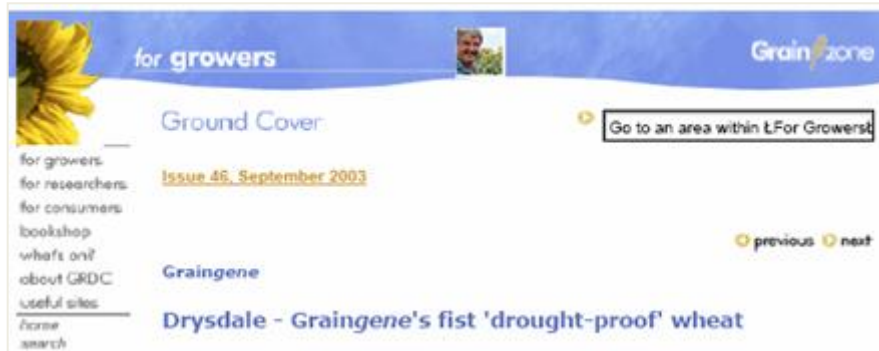 for growers
Grain zone
Ground Cover
Go to an area within ŁFor GrowersŁ
for growers
for researchers
for consumers
bookshop
what's on?
about GRDC
useful sites
home
search
Issue 46, September 2003
previous next
Graingene
Drysdale - Graingene's fist 'drought-proof' wheat